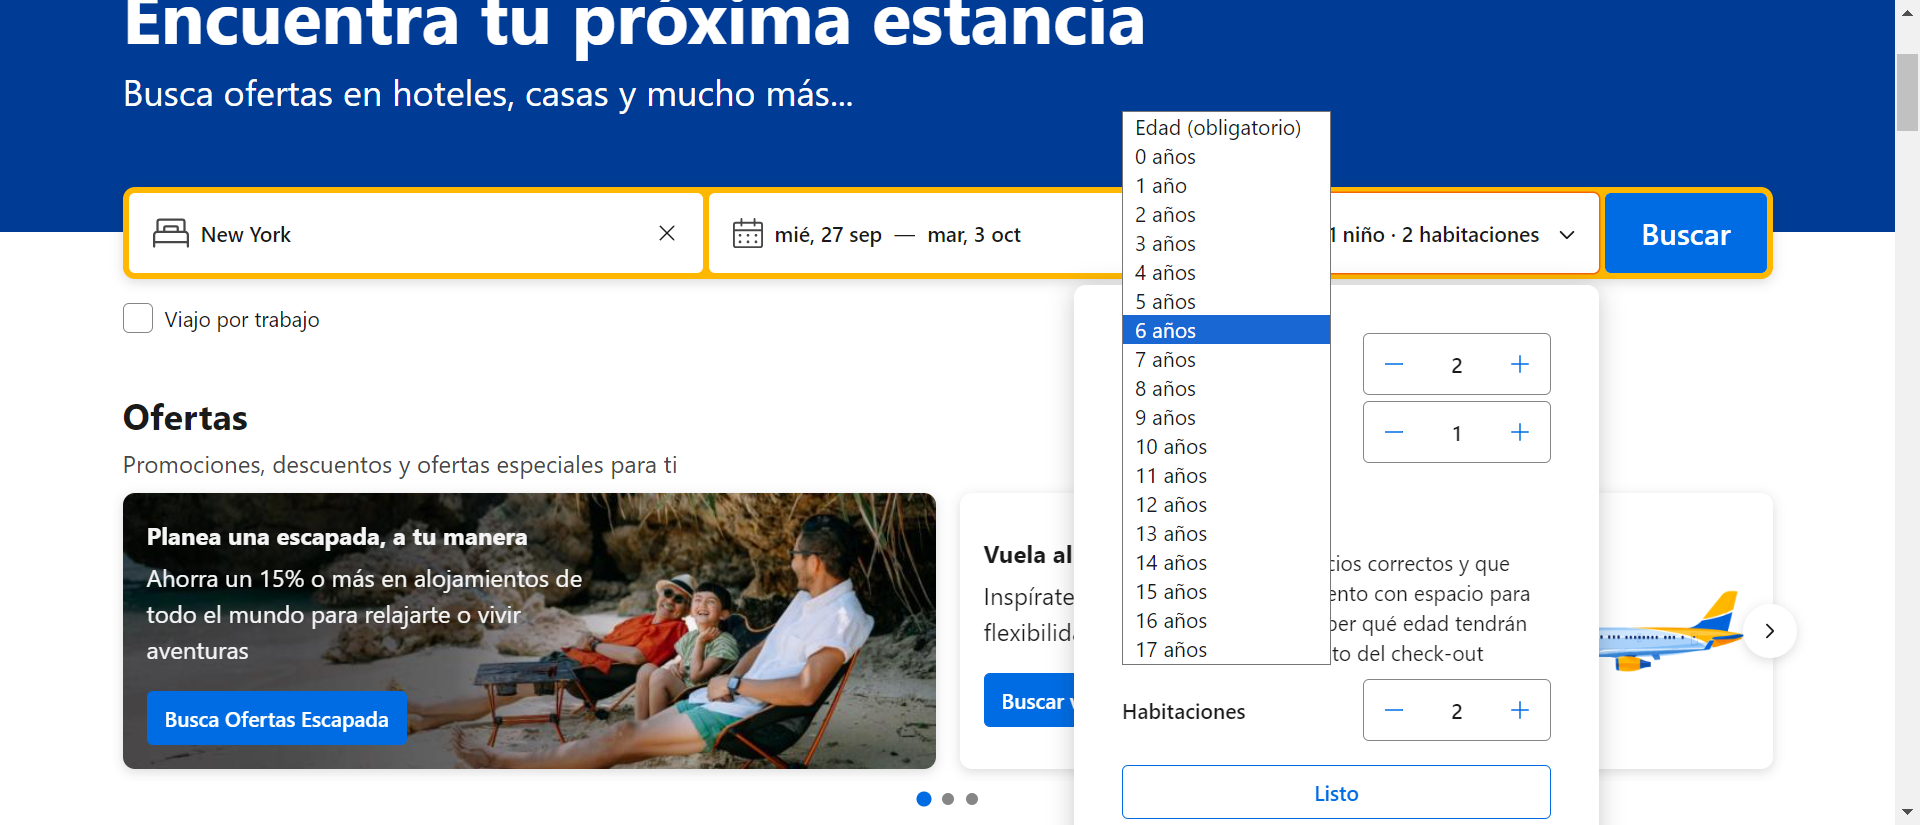 Encuentra tu próxima estancia
Busca ofertas en hoteles, casas y mucho más...
New York
mié, 27 sep — mar, 3 oct
1 niño · 2 habitaciones
Buscar
Edad (obligatorio)
0 años
1 año
2 años
3 años
4 años
5 años
6 años
7 años
8 años
9 años
10 años
11 años
12 años
13 años
14 años
15 años
16 años
17 años
Viajo por trabajo
2
1
Ofertas
Promociones, descuentos y ofertas especiales para ti
Planea una escapada, a tu manera
Ahorra un 15% o más en alojamientos de
todo el mundo para relajarte o vivir
aventuras
Busca Ofertas Escapada
Vuela al
Inspírate
Buscar
correctos y que
con espacio para
qué edad tendrán
del check-out
Habitaciones
2
Listo